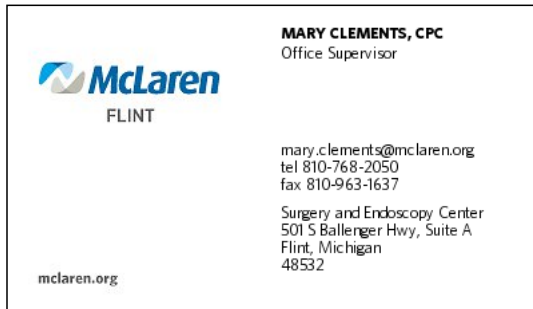 McLaren
FLINT
mclaren.org
MARY CLEMENTS, CPC
Office Supervisor
mary.clements@mclaren.org
tel 810-768-2050
fax 810-963-1637
Surgery and Endoscopy Center
501 S Ballenger Hwy, Suite A
Flint, Michigan
48532